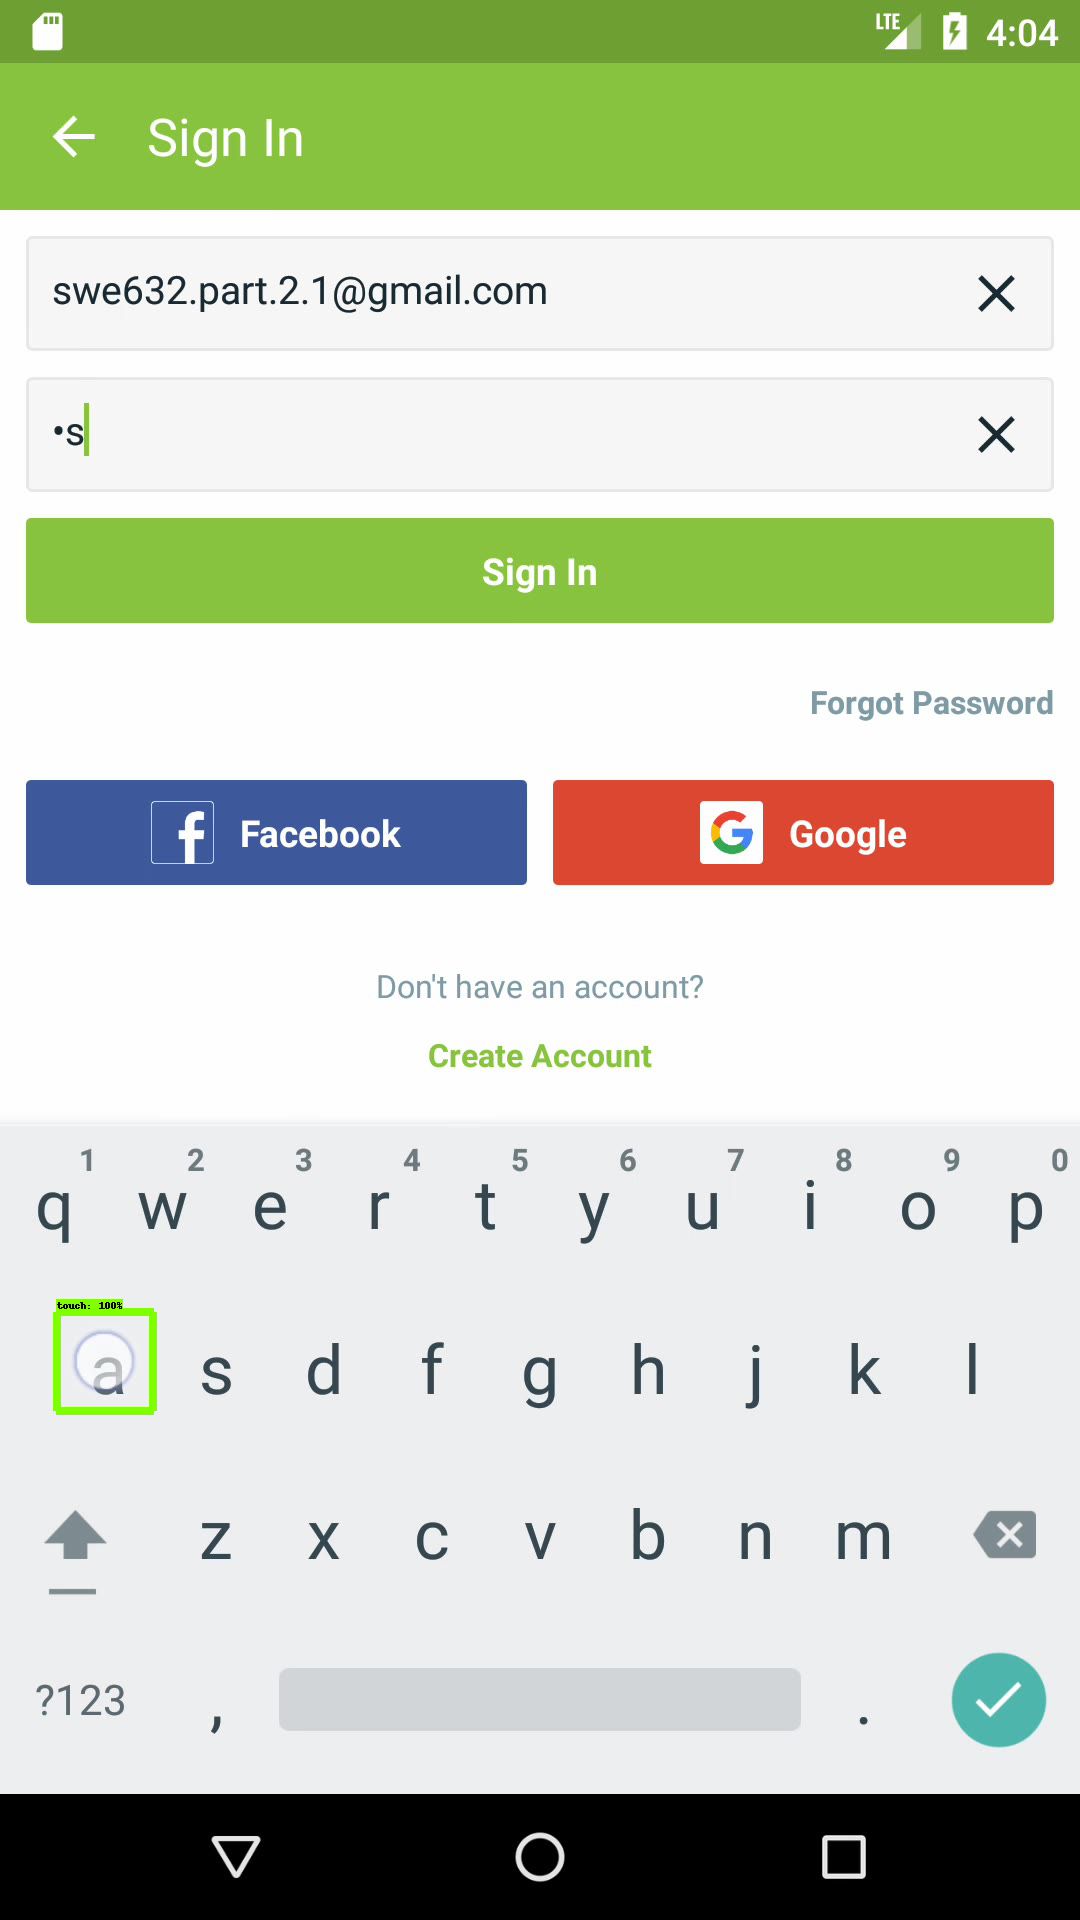 LTE 4:04
Sign In
swe632.part.2.1@gmail.com
•s
Sign In
Forgot Password
Facebook
Google
Don't have an account?
Create Account
1 2 3 4 5 6 7 8 9 0
q w e r t y u i o p
touch: 100%
a s d f g h j k l
z x c v b n m
?123 , .